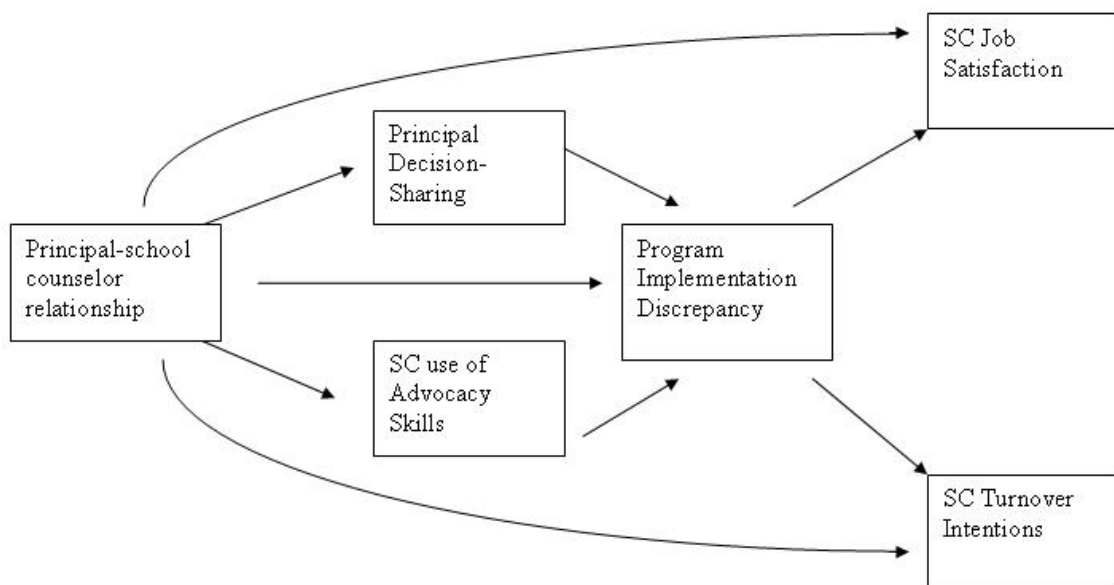 SC Job
Satisfaction
Principal
Decision-
Sharing
Principal-school
counselor
relationship
Program
Implementation
Discrepancy
SC use of
Advocacy
Skills
SC Turnover
Intentions